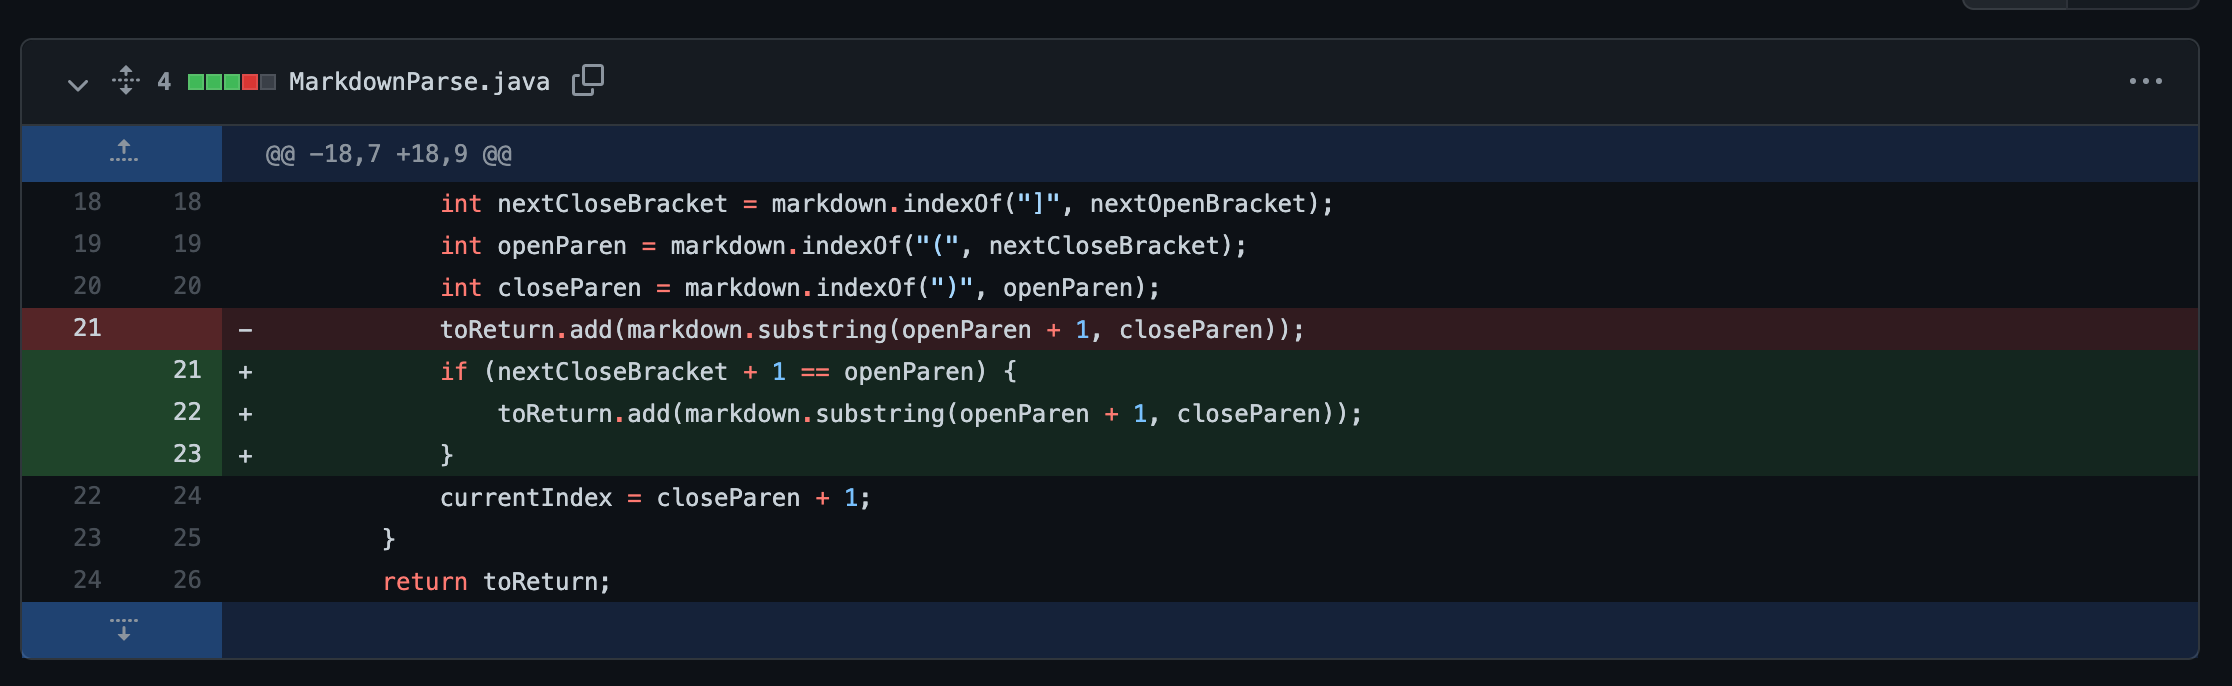 4 MarkdownParse.java
@@ -18,7 +18,9 @@
18 18 int nextCloseBracket = markdown.indexOf("]", nextOpenBracket);
19 19 int openParen = markdown.indexOf("(", nextCloseBracket);
20 20 int closeParen = markdown.indexOf(")", openParen);
21 - toReturn.add(markdown.substring(openParen + 1, closeParen));
21 + if (nextCloseBracket + 1 == openParen) {
22 + toReturn.add(markdown.substring(openParen + 1, closeParen));
23 + }
22 24 currentIndex = closeParen + 1;
23 25 }
24 26 return toReturn;